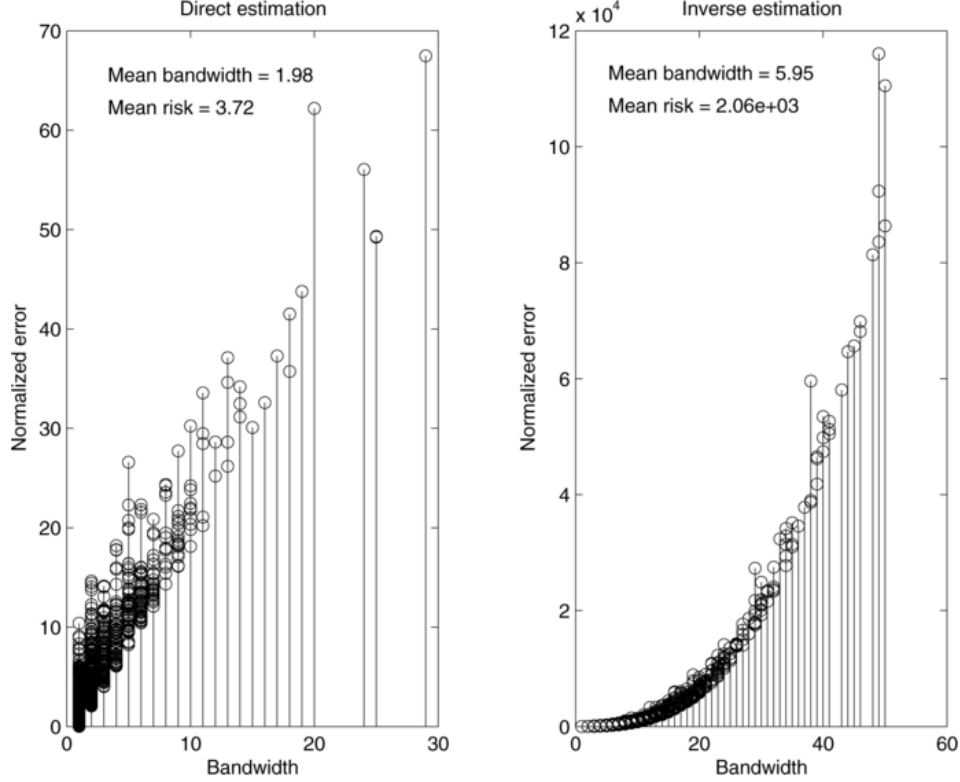 Direct estimation
Mean bandwidth = 1.98
Mean risk = 3.72
Normalized error
70
60
50
40
30
20
10
0
0
10
20
30
Bandwidth
Inverse estimation
x 10^4
Mean bandwidth = 5.95
Mean risk = 2.06e+03
Normalized error
12
10
8
6
4
2
0
0
20
40
60
Bandwidth